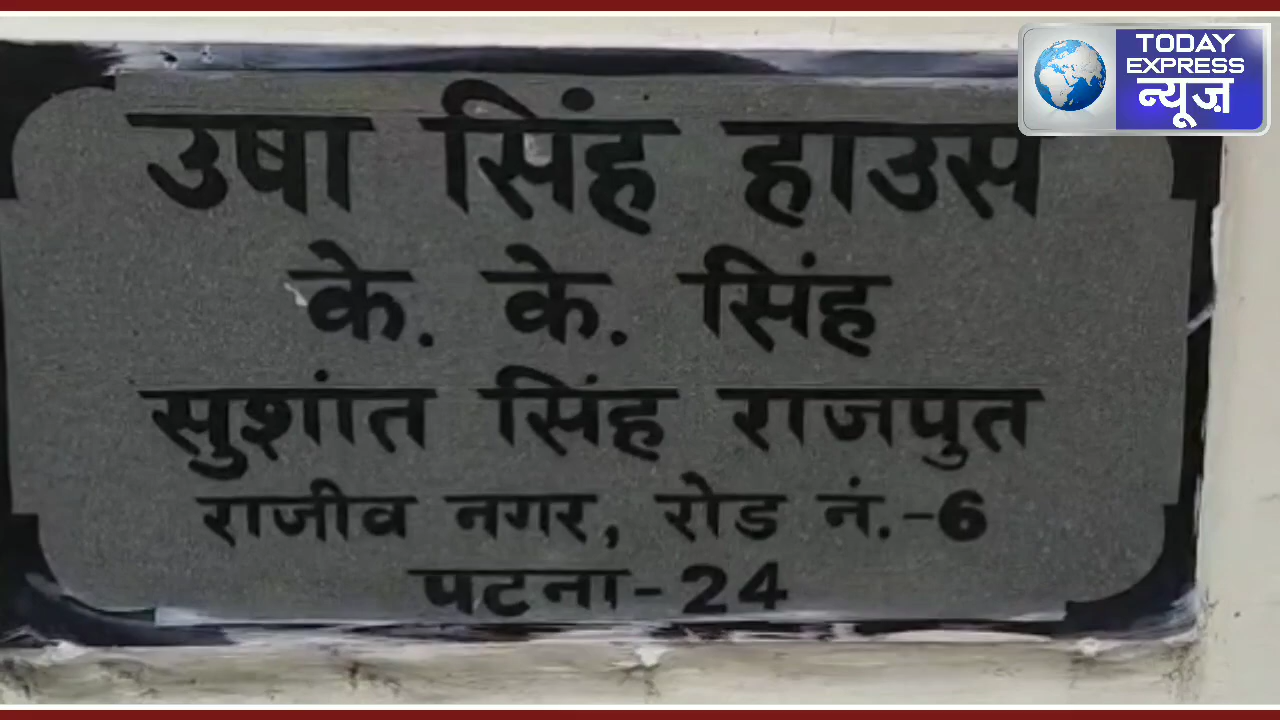 TODAY
EXPRESS
न्यूज़
उषा सिंह हाउस
के. के. सिंह
सुशांत सिंह राजपुत
राजीव नगर, रोड नं.-6
पटना-24